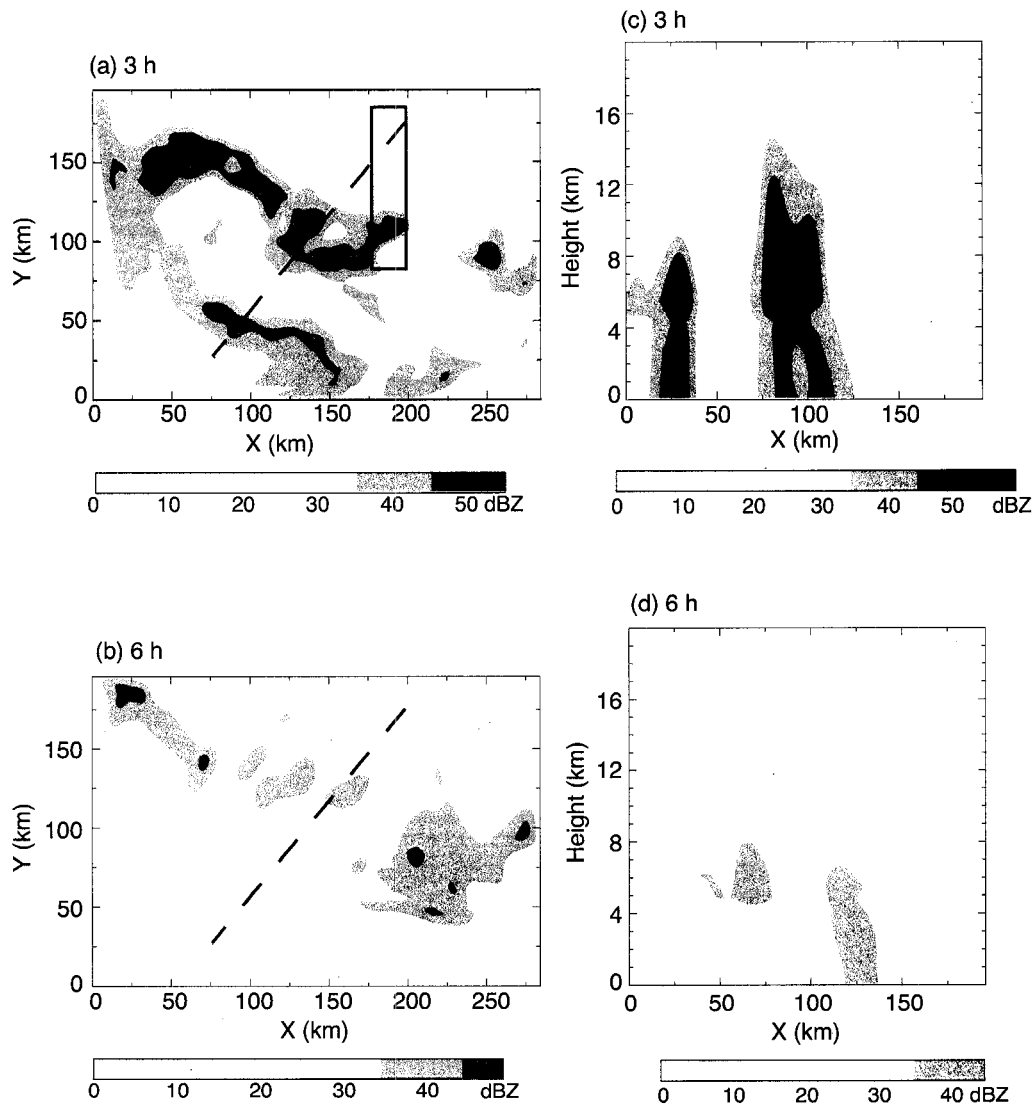 (a) 3 h
150
100
50
0
Y (km)
0 50 100 150 200 250
X (km)
0 10 20 30 40 50 dBZ
(c) 3 h
16
12
8
4
0
Height (km)
0 50 100 150
X (km)
0 10 20 30 40 50 dBZ
(b) 6 h
150
100
50
0
Y (km)
0 50 100 150 200 250
X (km)
0 10 20 30 40 dBZ
(d) 6 h
16
12
8
4
0
Height (km)
0 50 100 150
X (km)
0 10 20 30 40 dBZ